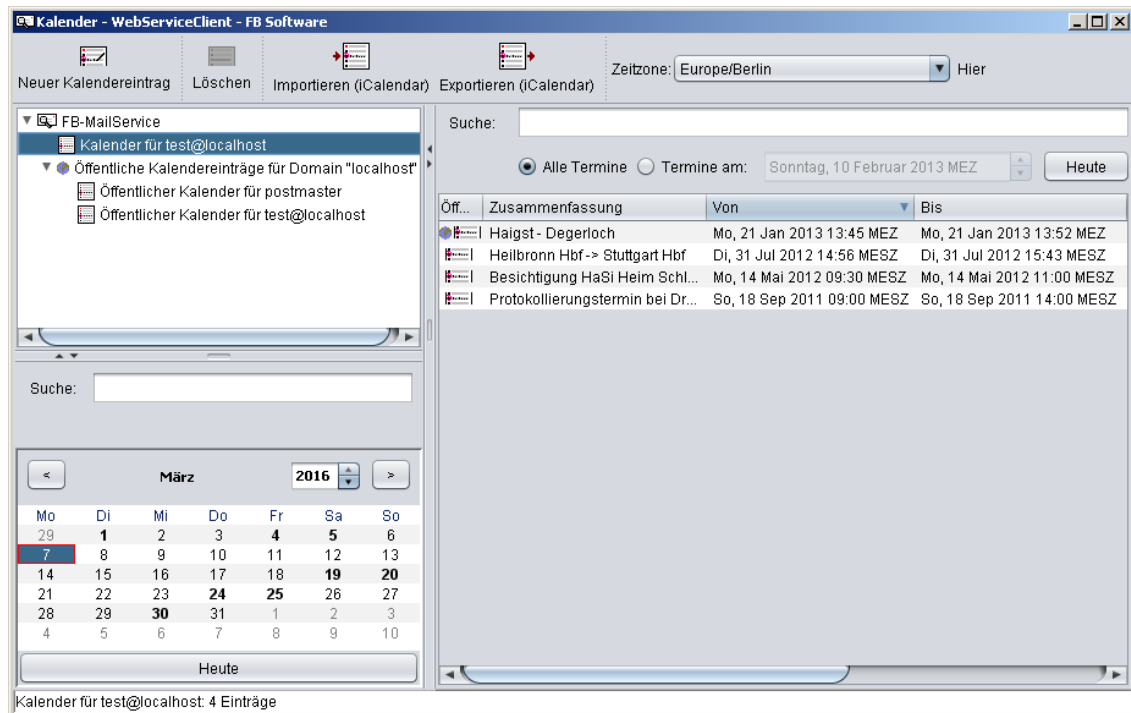 Kalender - WebServiceClient - FB Software
Neuer Kalendereintrag
Löschen
Importieren (iCalendar)
Exportieren (iCalendar)
Zeitzone: Europe/Berlin
Hier
FB-MailService
Kalender für test@localhost
Öffentliche Kalendereinträge für Domain "localhost"
Öffentlicher Kalender für postmaster
Öffentlicher Kalender für test@localhost
Suche:
< März 2016 >
Mo Di Mi Do Fr Sa So
29 1 2 3 4 5 6
7 8 9 10 11 12 13
14 15 16 17 18 19 20
21 22 23 24 25 26 27
28 29 30 31 1 2 3
4 5 6 7 8 9 10
Heute
Suche:
Alle Termine Termine am: Sonntag, 10 Februar 2013 MEZ Heute
Öff... Zusammenfassung Von Bis
Haigst - Degerloch Mo, 21 Jan 2013 13:45 MEZ Mo, 21 Jan 2013 13:52 MEZ
Heilbronn Hbf -> Stuttgart Hbf Di, 31 Jul 2012 14:56 MESZ Di, 31 Jul 2012 15:43 MESZ
Besichtigung HaSi Heim Schl... Mo, 14 Mai 2012 09:30 MESZ Mo, 14 Mai 2012 11:00 MESZ
Protokollierungstermin bei Dr... So, 18 Sep 2011 09:00 MESZ So, 18 Sep 2011 14:00 MESZ
Kalender für test@localhost: 4 Einträge